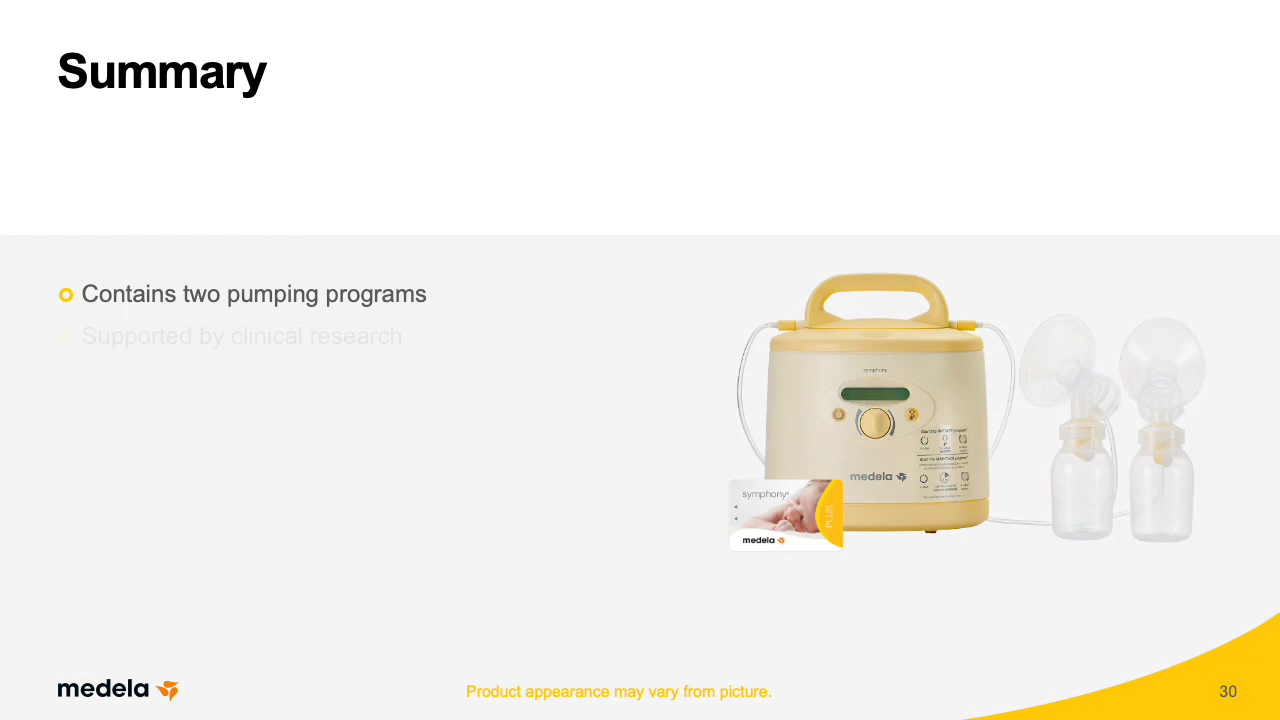 Summary
Contains two pumping programs
Supported by clinical research
symphony
medela
symphony
PLUS
medela
medela
Product appearance may vary from picture.
30